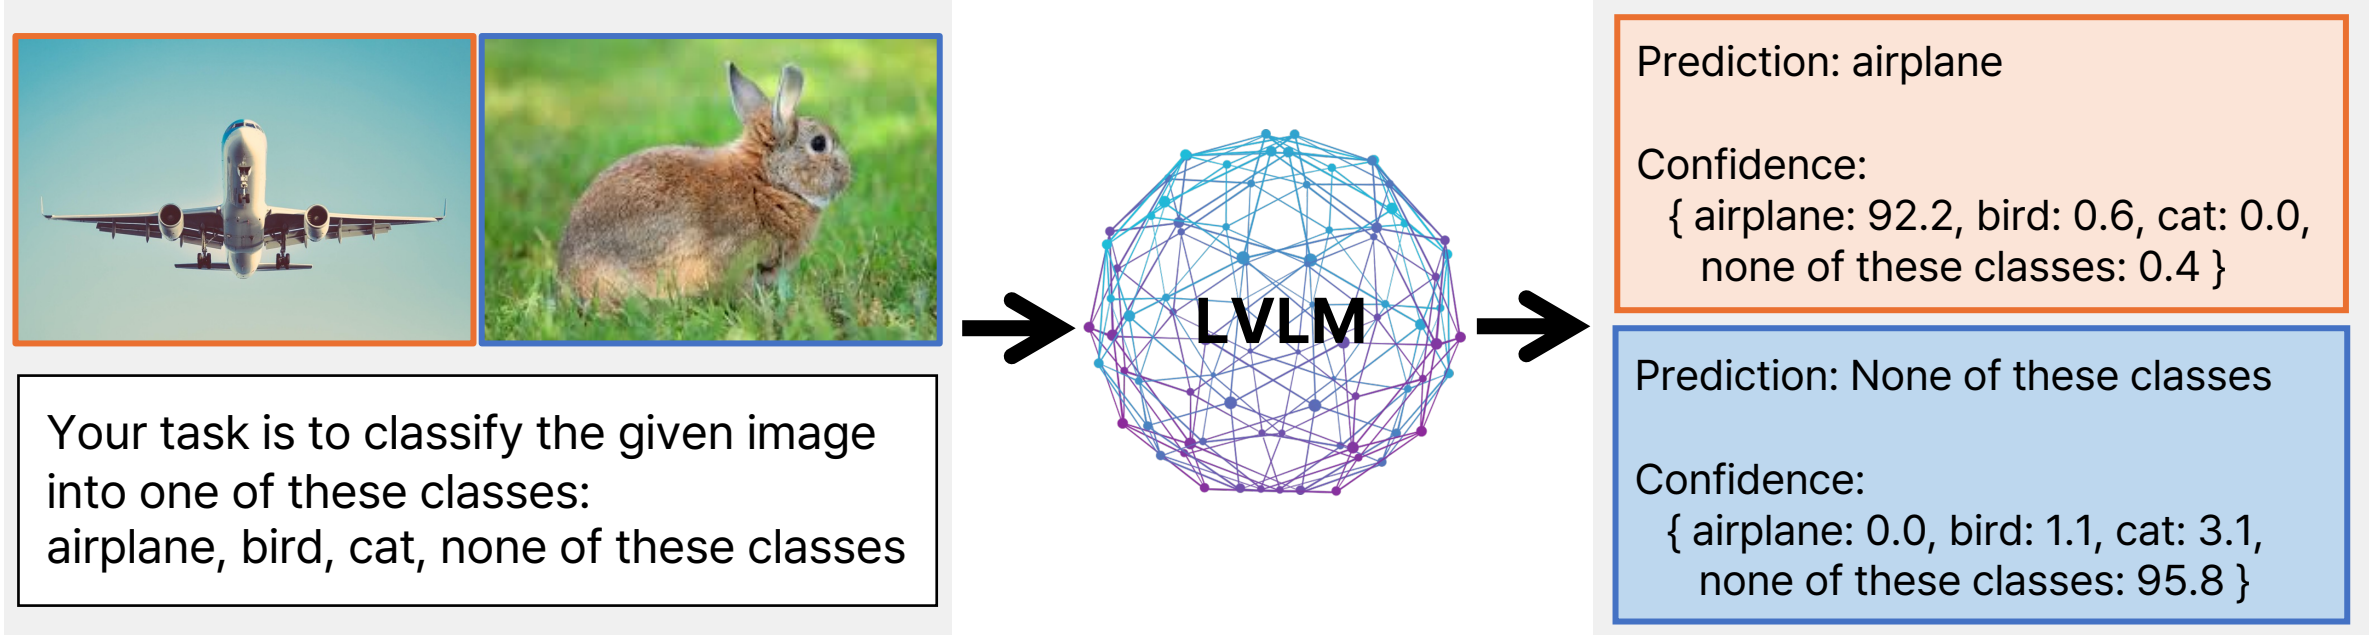 Your task is to classify the given image
into one of these classes:
airplane, bird, cat, none of these classes
LVLM
Prediction: airplane
Confidence:
{ airplane: 92.2, bird: 0.6, cat: 0.0,
none of these classes: 0.4 }
Prediction: None of these classes
Confidence:
{ airplane: 0.0, bird: 1.1, cat: 3.1,
none of these classes: 95.8 }